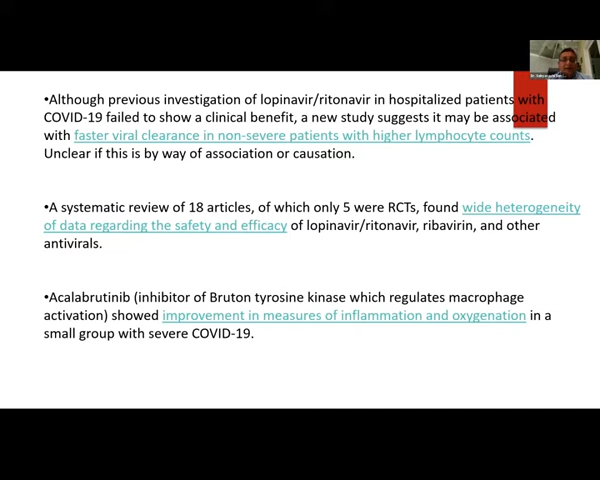 •Although previous investigation of lopinavir/ritonavir in hospitalized patients with
COVID-19 failed to show a clinical benefit, a new study suggests it may be associated
with faster viral clearance in non-severe patients with higher lymphocyte counts.
Unclear if this is by way of association or causation.
•A systematic review of 18 articles, of which only 5 were RCTs, found wide heterogeneity
of data regarding the safety and efficacy of lopinavir/ritonavir, ribavirin, and other
antivirals.
•Acalabrutinib (inhibitor of Bruton tyrosine kinase which regulates macrophage
activation) showed improvement in measures of inflammation and oxygenation in a
small group with severe COVID-19.